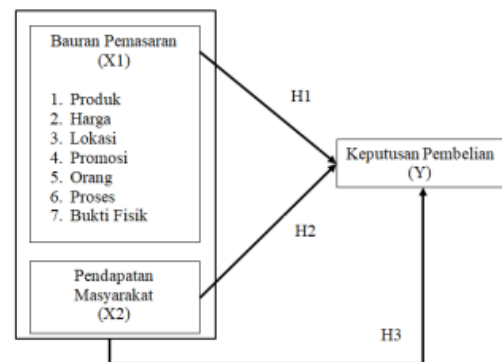 Bauran Pemasaran
(X1)
1. Produk
2. Harga
3. Lokasi
4. Promosi
5. Orang
6. Proses
7. Bukti Fisik
H1
Keputusan Pembelian
(Y)
H2
Pendapatan
Masyarakat
(X2)
H3